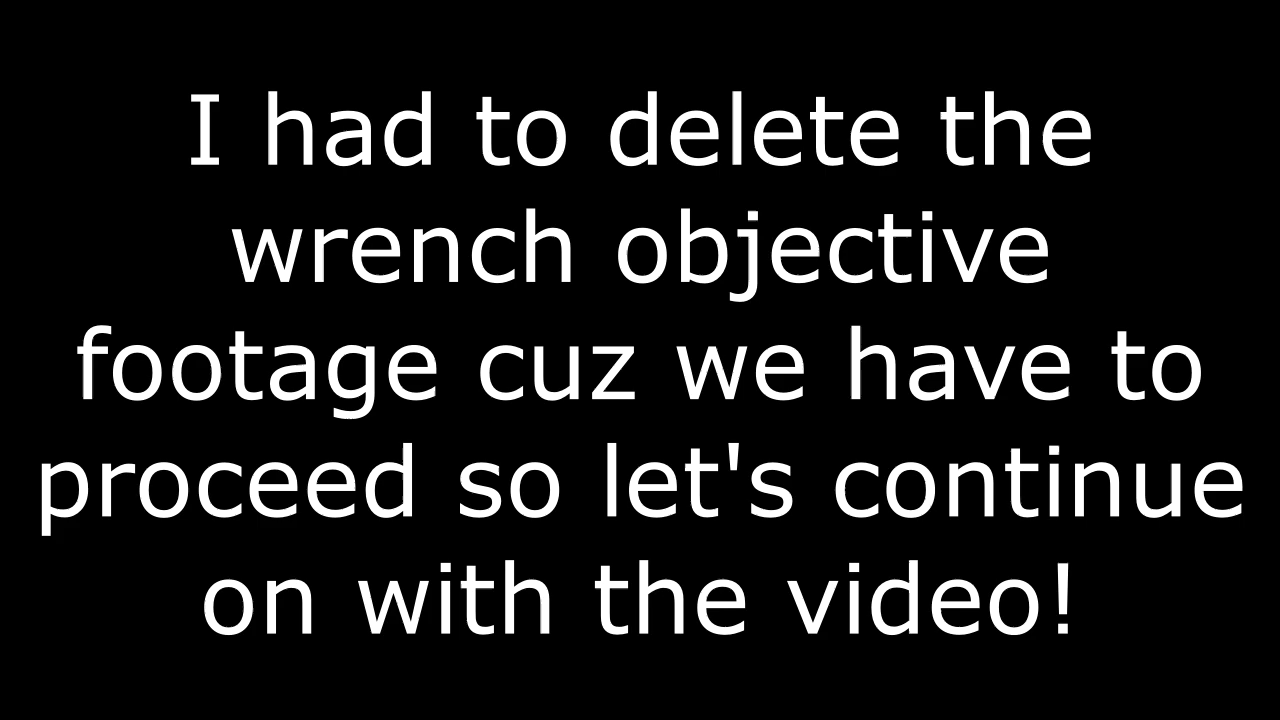 I had to delete the
wrench objective
footage cuz we have to
proceed so let's continue
on with the video!